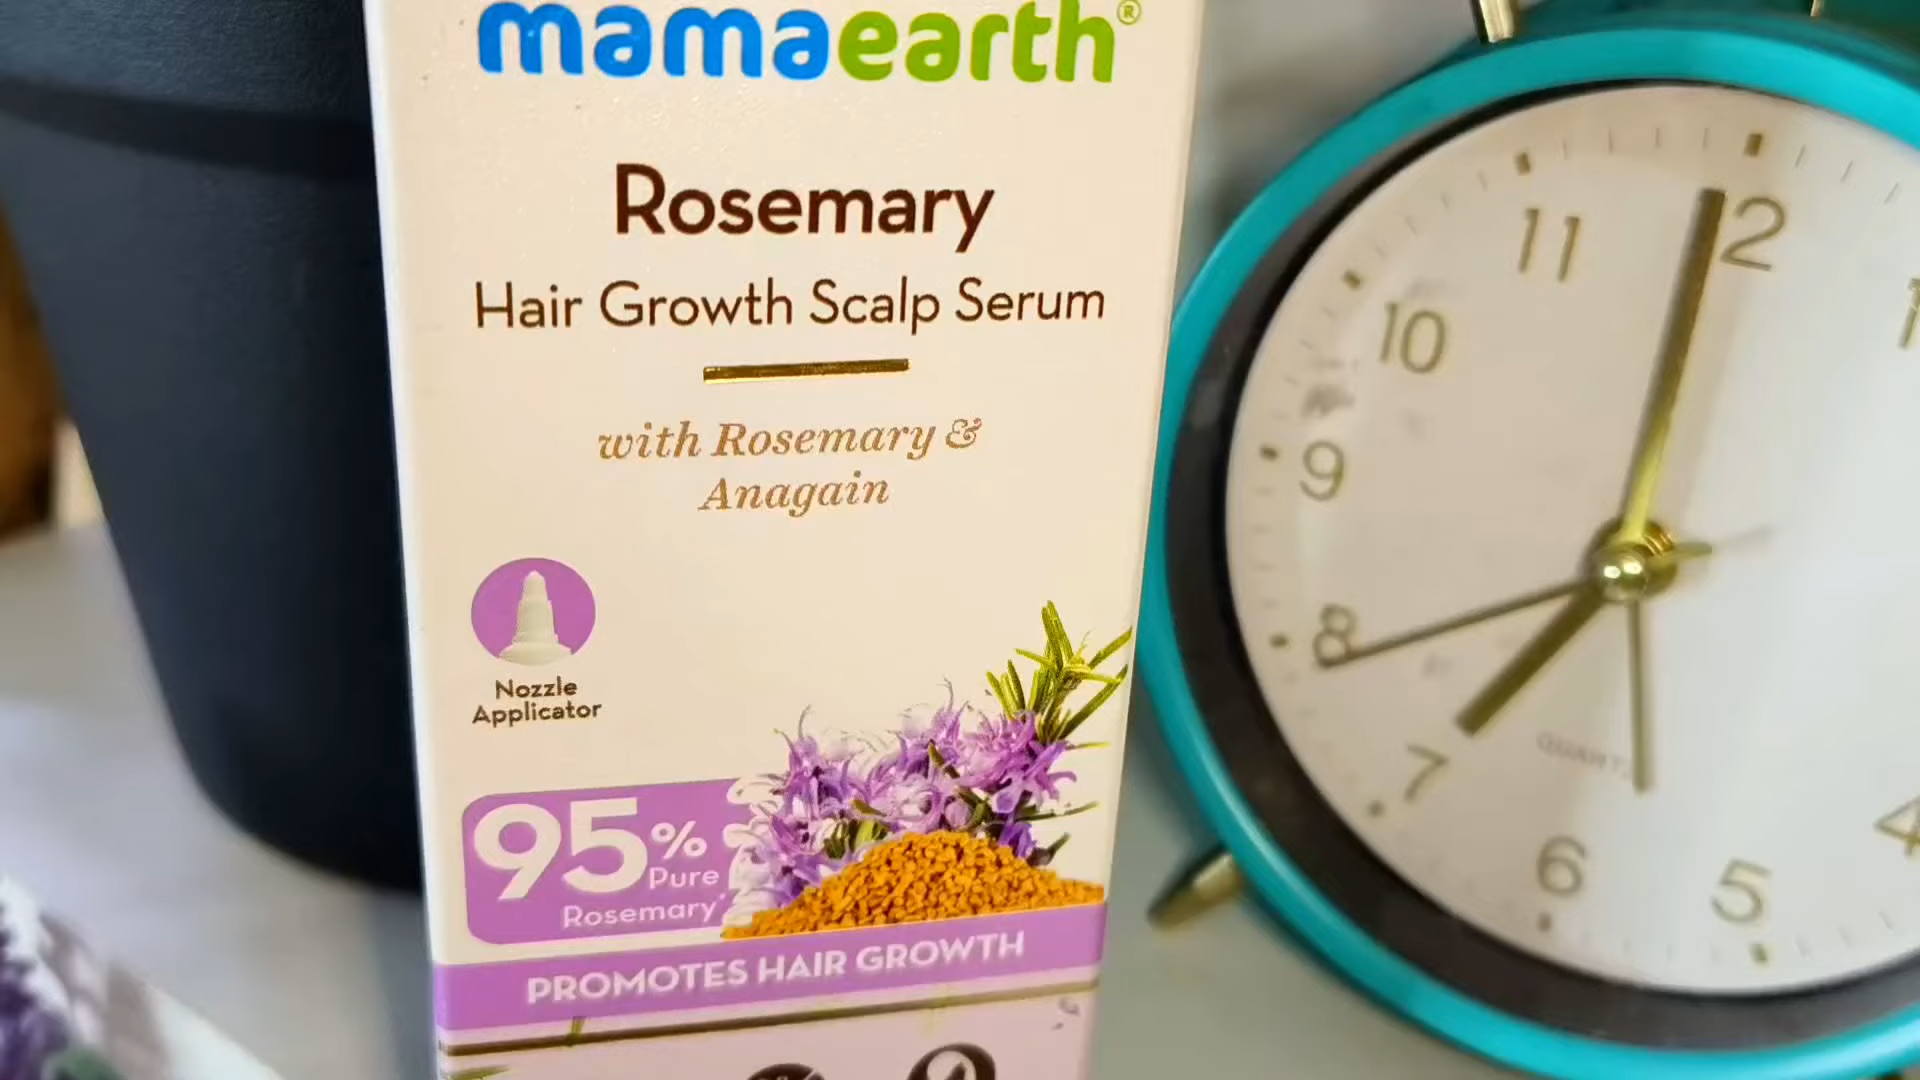 mamaearth®
Rosemary
Hair Growth Scalp Serum
with Rosemary &
Anagain
Nozzle
Applicator
95%
Pure
Rosemary*
PROMOTES HAIR GROWTH
2
11
10
9
8
7
6
5
4